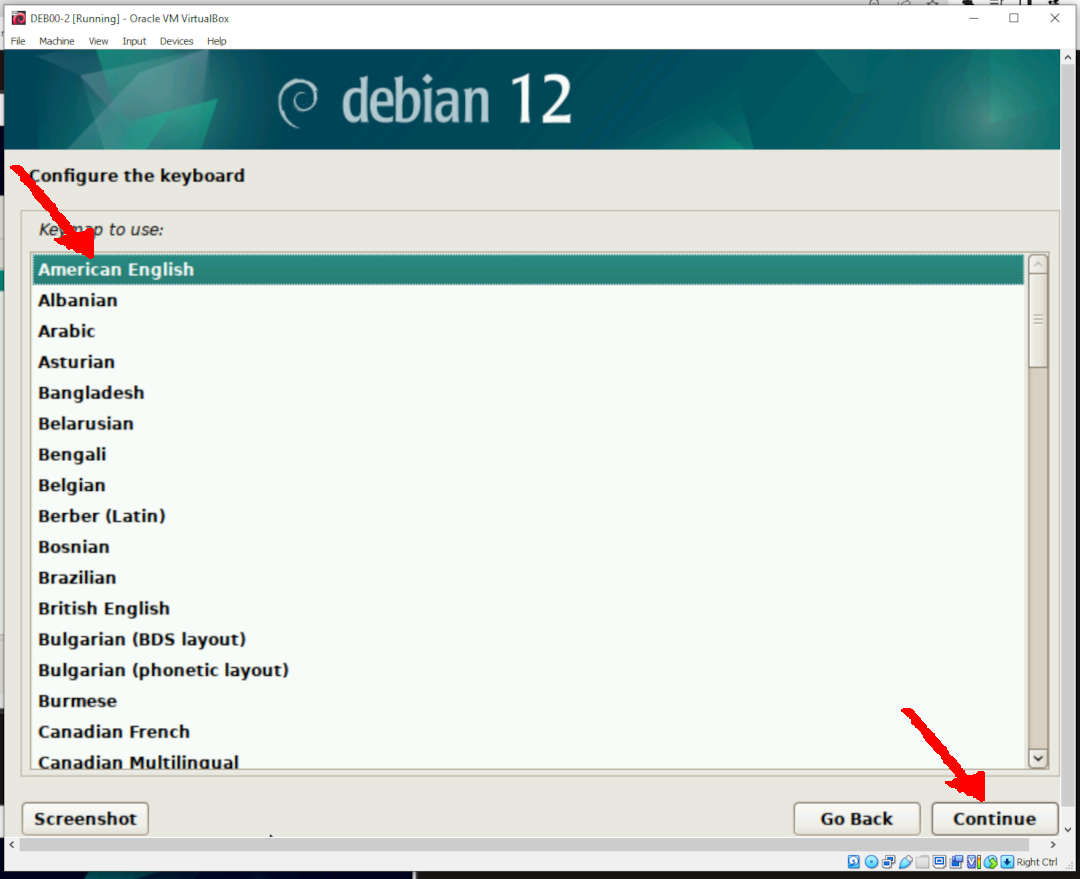 DEB00-2 [Running] - Oracle VM VirtualBox
File Machine View Input Devices Help
debian 12
Configure the keyboard
Keymap to use:
American English
Albanian
Arabic
Asturian
Bangladesh
Belarusian
Bengali
Belgian
Berber (Latin)
Bosnian
Brazilian
British English
Bulgarian (BDS layout)
Bulgarian (phonetic layout)
Burmese
Canadian French
Canadian Multilingual
Screenshot Go Back Continue
Right Ctrl